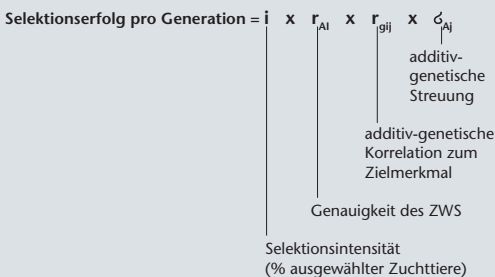 Selektionserfolg pro Generation = i x r_AI x r_gij x σ_Aj
additiv-
genetische
Streuung
additiv-genetische
Korrelation zum
Zielmerkmal
Genauigkeit des ZWS
Selektionsintensität
(% ausgewählter Zuchttiere)